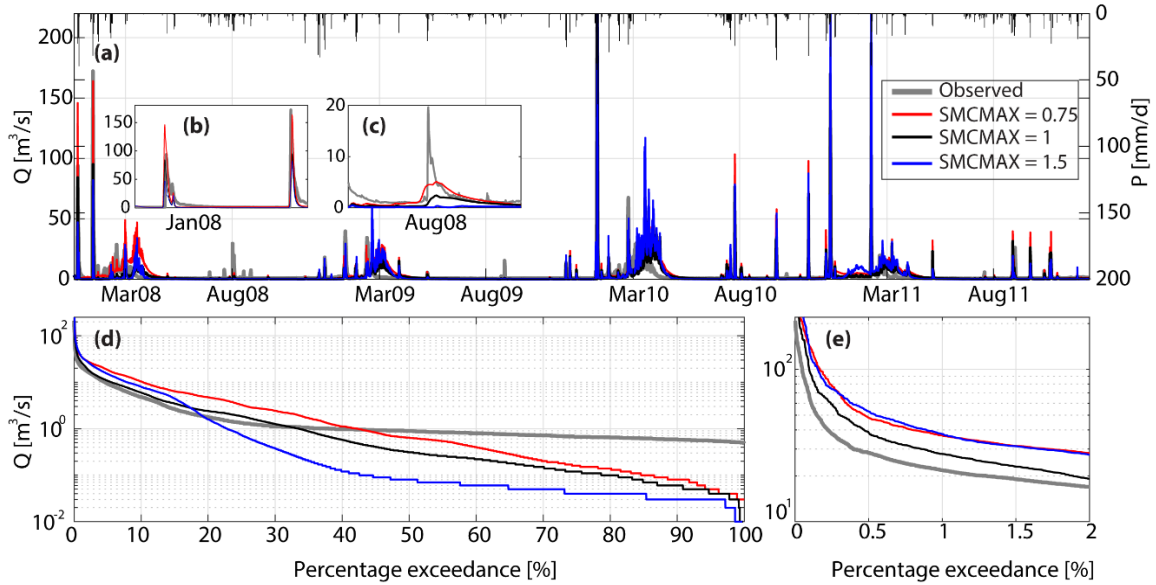 (a)
Q [m³/s]
200
150
100
50
0
0
50
100
150
200
P [mm/d]
Observed
SMCMAX = 0.75
SMCMAX = 1
SMCMAX = 1.5
(b)
150
100
50
0
Jan08
(c)
20
10
0
Aug08
Mar08 Aug08 Mar09 Aug09 Mar10 Aug10 Mar11 Aug11
(d)
Q [m³/s]
10²
10⁰
10⁻²
0 10 20 30 40 50 60 70 80 90 100
Percentage exceedance [%]
(e)
10²
10¹
0 0.5 1 1.5 2
Percentage exceedance [%]